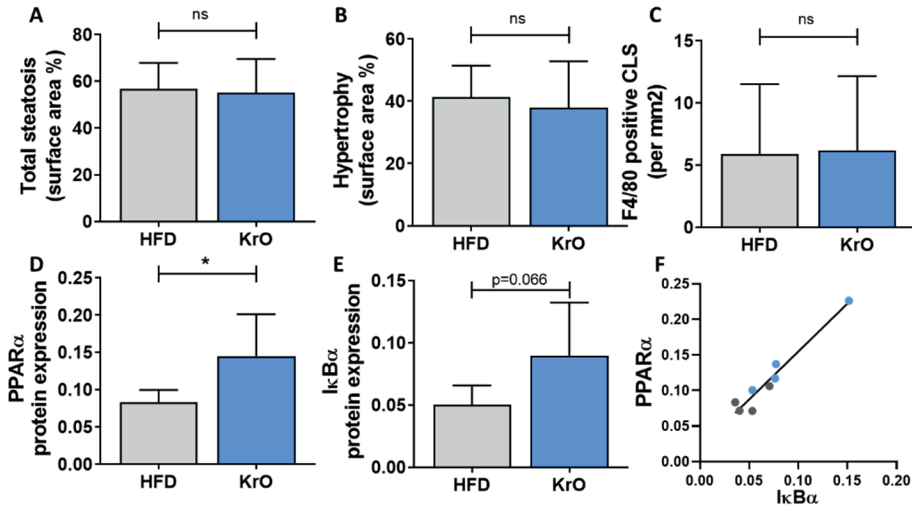 A
ns
Total steatosis
(surface area %)
80
60
40
20
0
HFD
KrO
B
ns
Hypertrophy
(surface area %)
60
40
20
0
HFD
KrO
C
ns
F4/80 positive CLS
(per mm2)
15
10
5
0
HFD
KrO
D
*
PPARα
protein expression
0.25
0.20
0.15
0.10
0.05
0.00
HFD
KrO
E
p=0.066
IκBα
protein expression
0.15
0.10
0.05
0.00
HFD
KrO
F
PPARα
0.25
0.20
0.15
0.10
0.05
0.00
0.00
0.05
0.10
0.15
0.20
IκBα